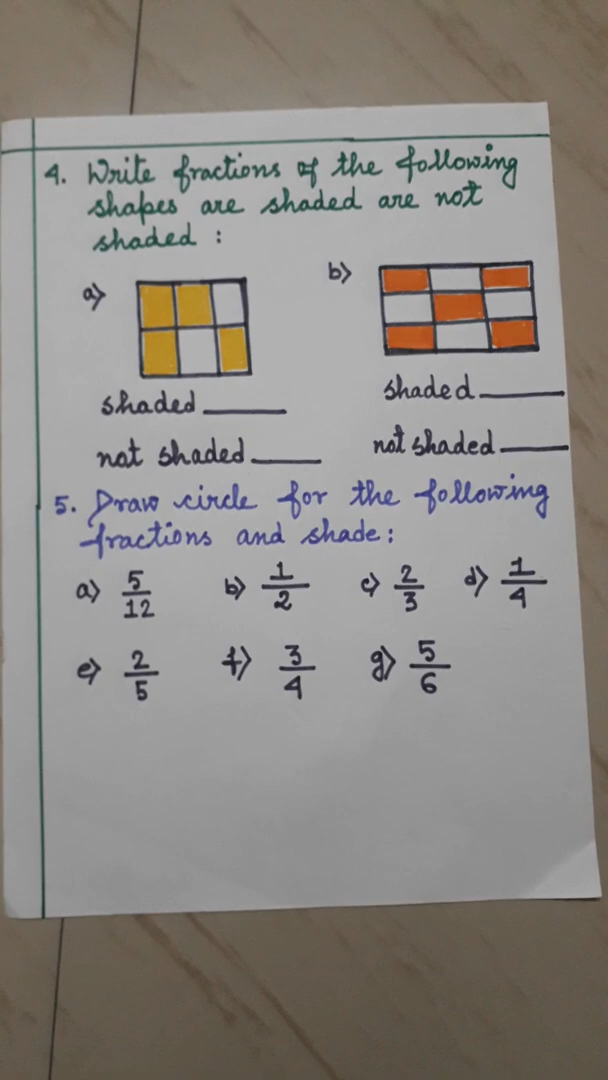 4. Write fractions of the following
shapes are shaded are not
shaded :
a) b)
shaded ____ shaded ____
not shaded ____ not shaded ____
5. Draw circle for the following
fractions and shade:
a) 5/12 b) 1/2 c) 2/3 d) 1/4
e) 2/5 f) 3/4 g) 5/6